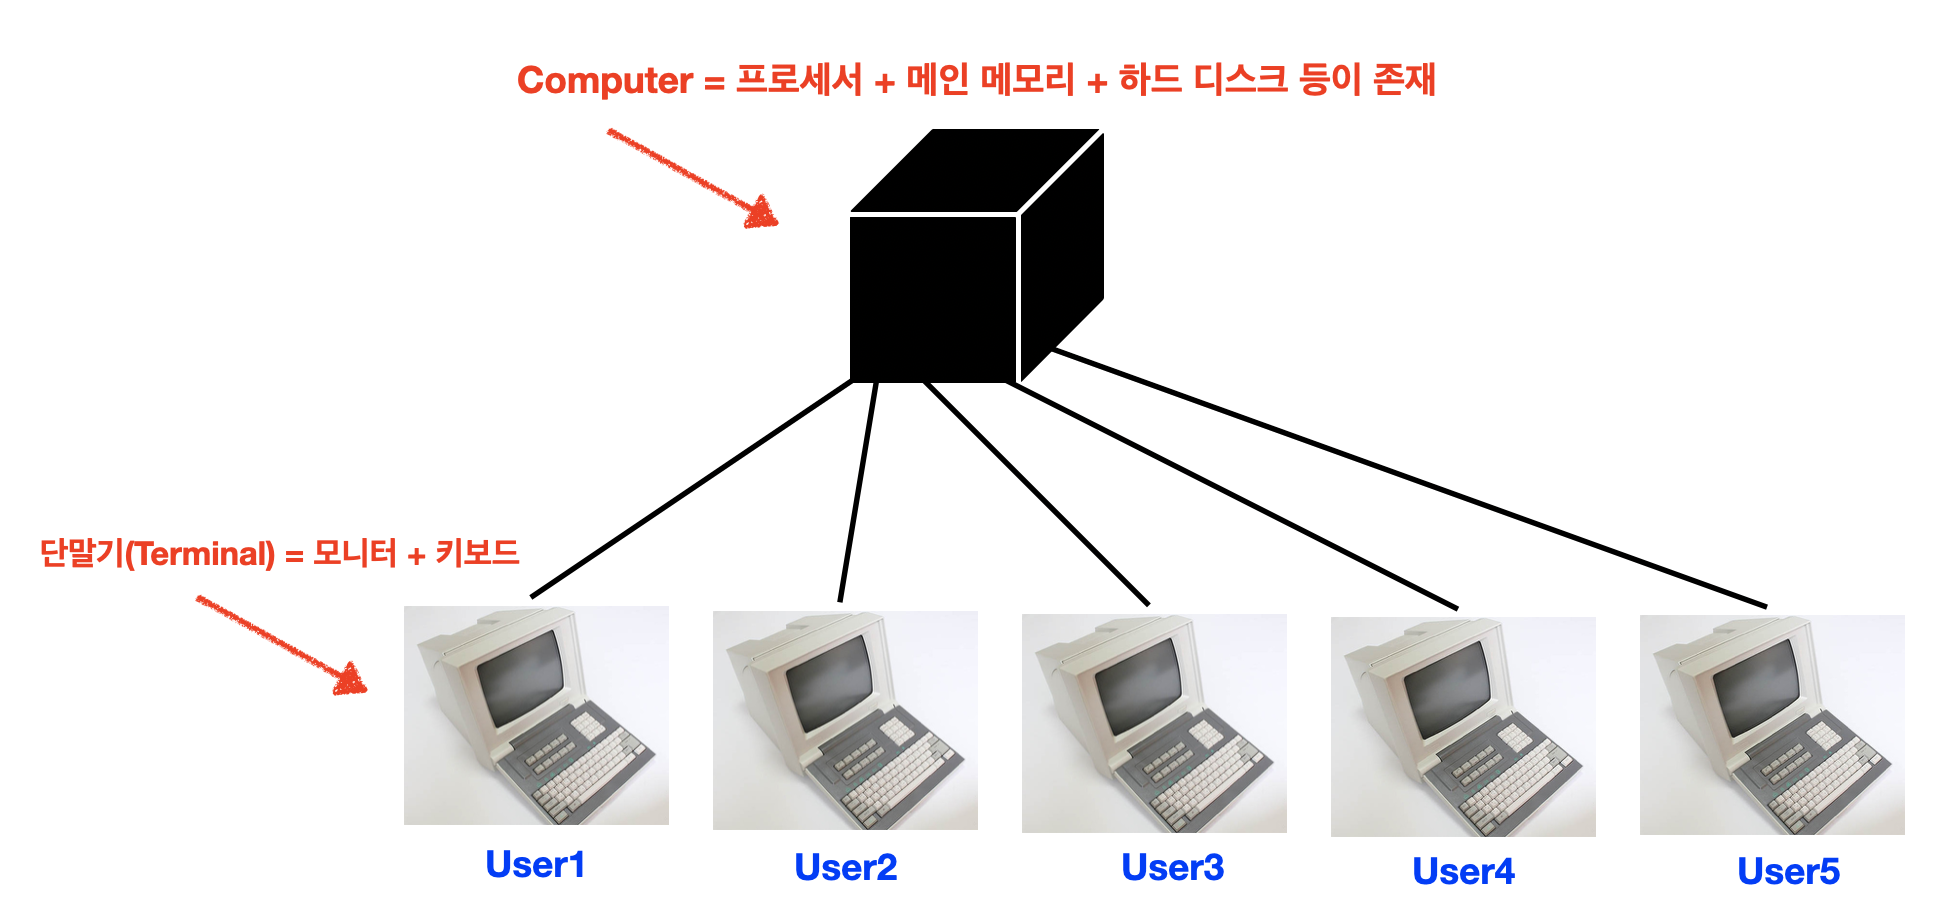 Computer = 프로세서 + 메인 메모리 + 하드 디스크 등이 존재
단말기(Terminal) = 모니터 + 키보드
User1
User2
User3
User4
User5